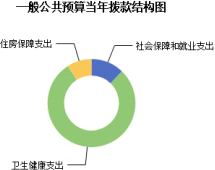 一般公共预算当年拨款结构图
住房保障支出
社会保障和就业支出
卫生健康支出